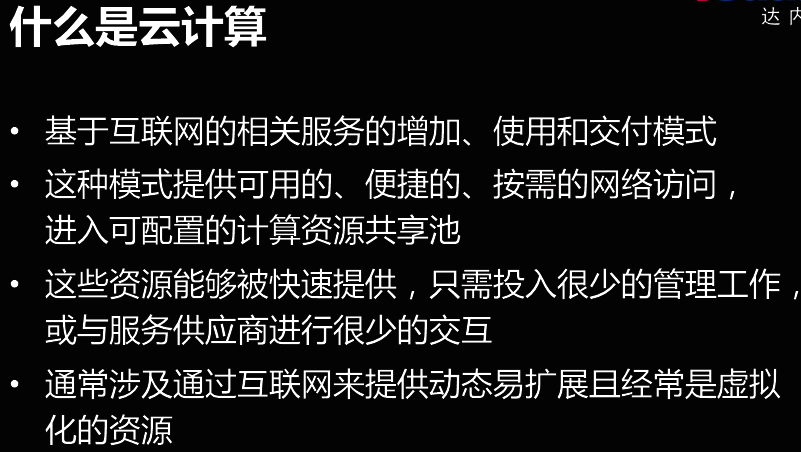 达内
什么是云计算
• 基于互联网的相关服务的增加、使用和交付模式
• 这种模式提供可用的、便捷的、按需的网络访问，
进入可配置的计算资源共享池
• 这些资源能够被快速提供，只需投入很少的管理工作，
或与服务供应商进行很少的交互
• 通常涉及通过互联网来提供动态易扩展且经常是虚拟
化的资源